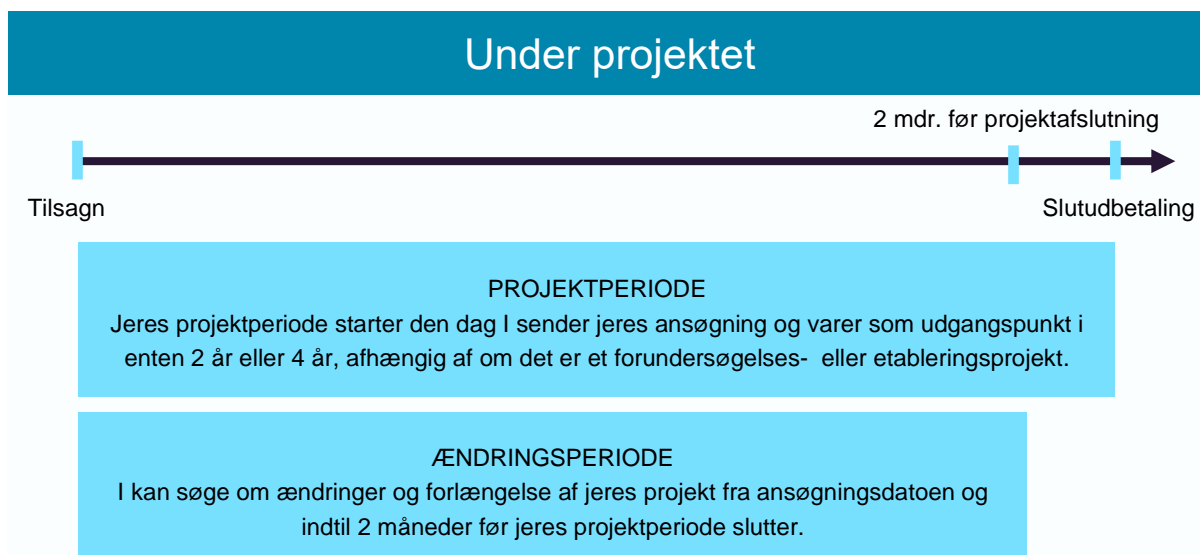 Under projektet
2 mdr. før projektafslutning
Tilsagn
Slutudbetaling
PROJEKTPERIODE
Jeres projektperiode starter den dag I sender jeres ansøgning og varer som udgangspunkt i
enten 2 år eller 4 år, afhængig af om det er et forundersøgelses- eller etableringsprojekt.
ÆNDRINGSPERIODE
I kan søge om ændringer og forlængelse af jeres projekt fra ansøgningsdatoen og
indtil 2 måneder før jeres projektperiode slutter.